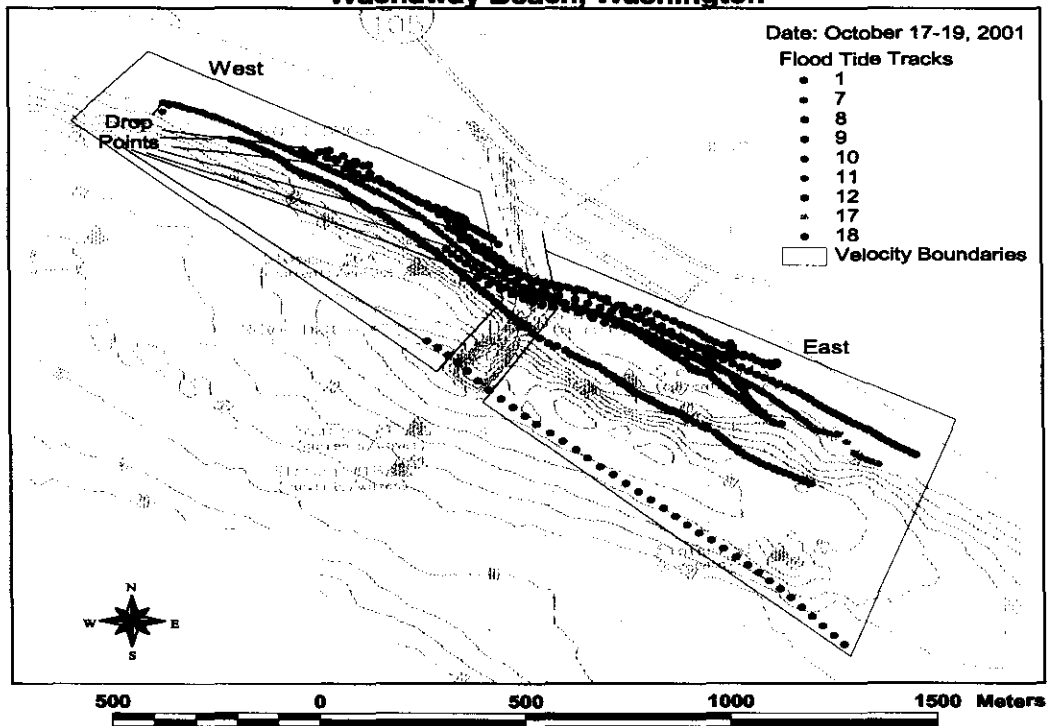 Washaway Beach, Washington
105
Date: October 17-19, 2001
Flood Tide Tracks
1
7
8
9
10
11
12
17
18
Velocity Boundaries
West
Drop
Points
East
N
W
E
S
500
0
500
1000
1500
Meters